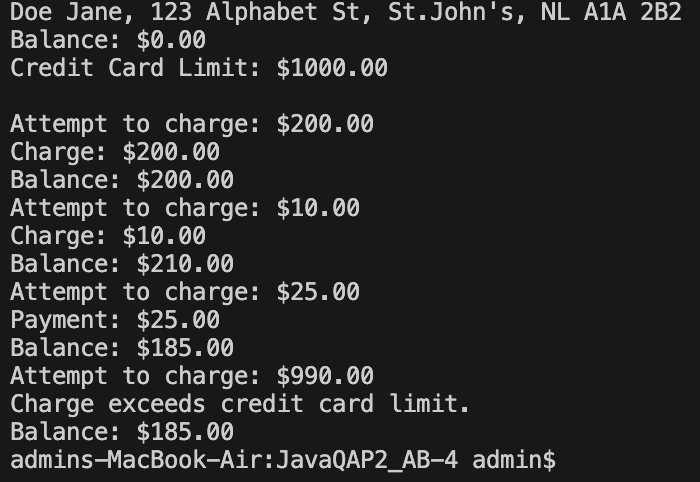 Doe Jane, 123 Alphabet St, St.John's, NL A1A 2B2
Balance: $0.00
Credit Card Limit: $1000.00

Attempt to charge: $200.00
Charge: $200.00
Balance: $200.00
Attempt to charge: $10.00
Charge: $10.00
Balance: $210.00
Attempt to charge: $25.00
Payment: $25.00
Balance: $185.00
Attempt to charge: $990.00
Charge exceeds credit card limit.
Balance: $185.00
admins-MacBook-Air:JavaQAP2_AB-4 admin$